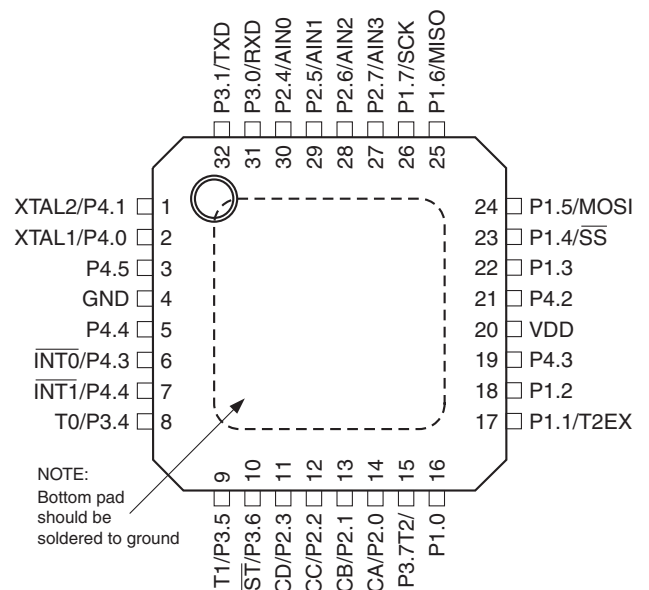 P3.1/TXD
P3.0/RXD
P2.4/AIN0
P2.5/AIN1
P2.6/AIN2
P2.7/AIN3
P1.7/SCK
P1.6/MISO
32 31 30 29 28 27 26 25
XTAL2/P4.1 1
XTAL1/P4.0 2
P4.5 3
GND 4
P4.4 5
INT0/P4.3 6
INT1/P4.4 7
T0/P3.4 8
24 P1.5/MOSI
23 P1.4/SS
22 P1.3
21 P4.2
20 VDD
19 P4.3
18 P1.2
17 P1.1/T2EX
NOTE:
Bottom pad
should be
soldered to ground
9 10 11 12 13 14 15 16
T1/P3.5
ST/P3.6
CD/P2.3
CC/P2.2
CB/P2.1
CA/P2.0
P3.7T2/
P1.0